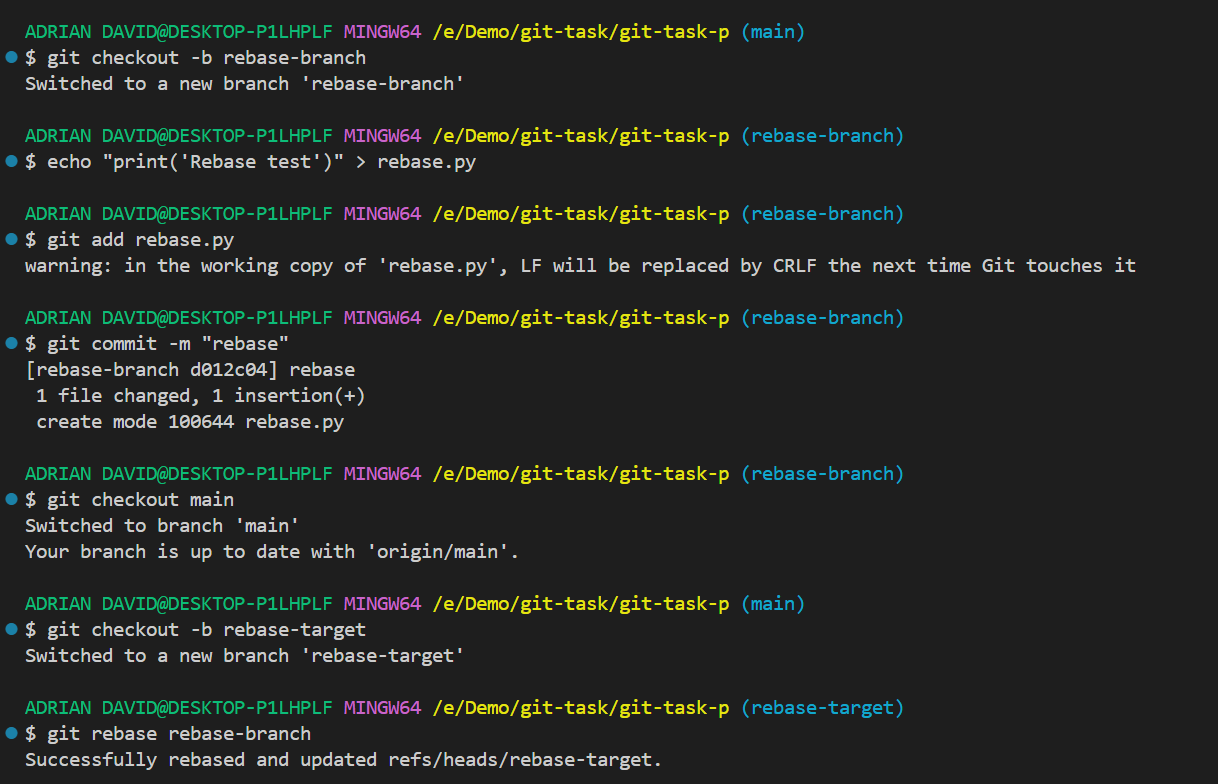 ADRIAN DAVID@DESKTOP-P1LHPLF MINGW64 /e/Demo/git-task/git-task-p (main)
$ git checkout -b rebase-branch
Switched to a new branch 'rebase-branch'
ADRIAN DAVID@DESKTOP-P1LHPLF MINGW64 /e/Demo/git-task/git-task-p (rebase-branch)
$ echo "print('Rebase test')" > rebase.py
ADRIAN DAVID@DESKTOP-P1LHPLF MINGW64 /e/Demo/git-task/git-task-p (rebase-branch)
$ git add rebase.py
warning: in the working copy of 'rebase.py', LF will be replaced by CRLF the next time Git touches it
ADRIAN DAVID@DESKTOP-P1LHPLF MINGW64 /e/Demo/git-task/git-task-p (rebase-branch)
$ git commit -m "rebase"
[rebase-branch d012c04] rebase
 1 file changed, 1 insertion(+)
 create mode 100644 rebase.py
ADRIAN DAVID@DESKTOP-P1LHPLF MINGW64 /e/Demo/git-task/git-task-p (rebase-branch)
$ git checkout main
Switched to branch 'main'
Your branch is up to date with 'origin/main'.
ADRIAN DAVID@DESKTOP-P1LHPLF MINGW64 /e/Demo/git-task/git-task-p (main)
$ git checkout -b rebase-target
Switched to a new branch 'rebase-target'
ADRIAN DAVID@DESKTOP-P1LHPLF MINGW64 /e/Demo/git-task/git-task-p (rebase-target)
$ git rebase rebase-branch
Successfully rebased and updated refs/heads/rebase-target.